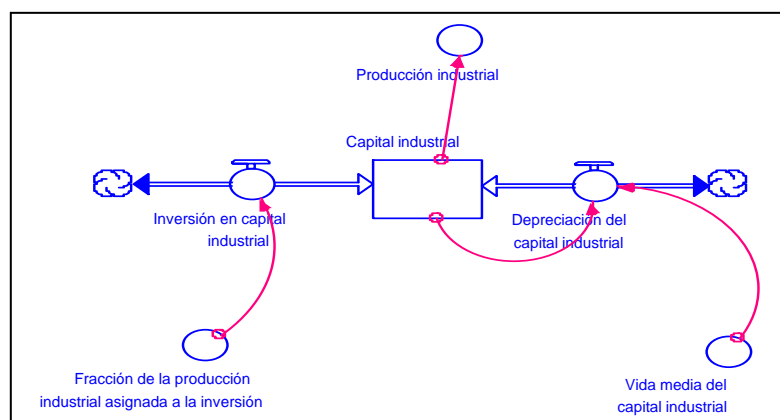 Producción industrial
Capital industrial
Inversión en capital
industrial
Depreciación del
capital industrial
Fracción de la producción
industrial asignada a la inversión
Vida media del
capital industrial